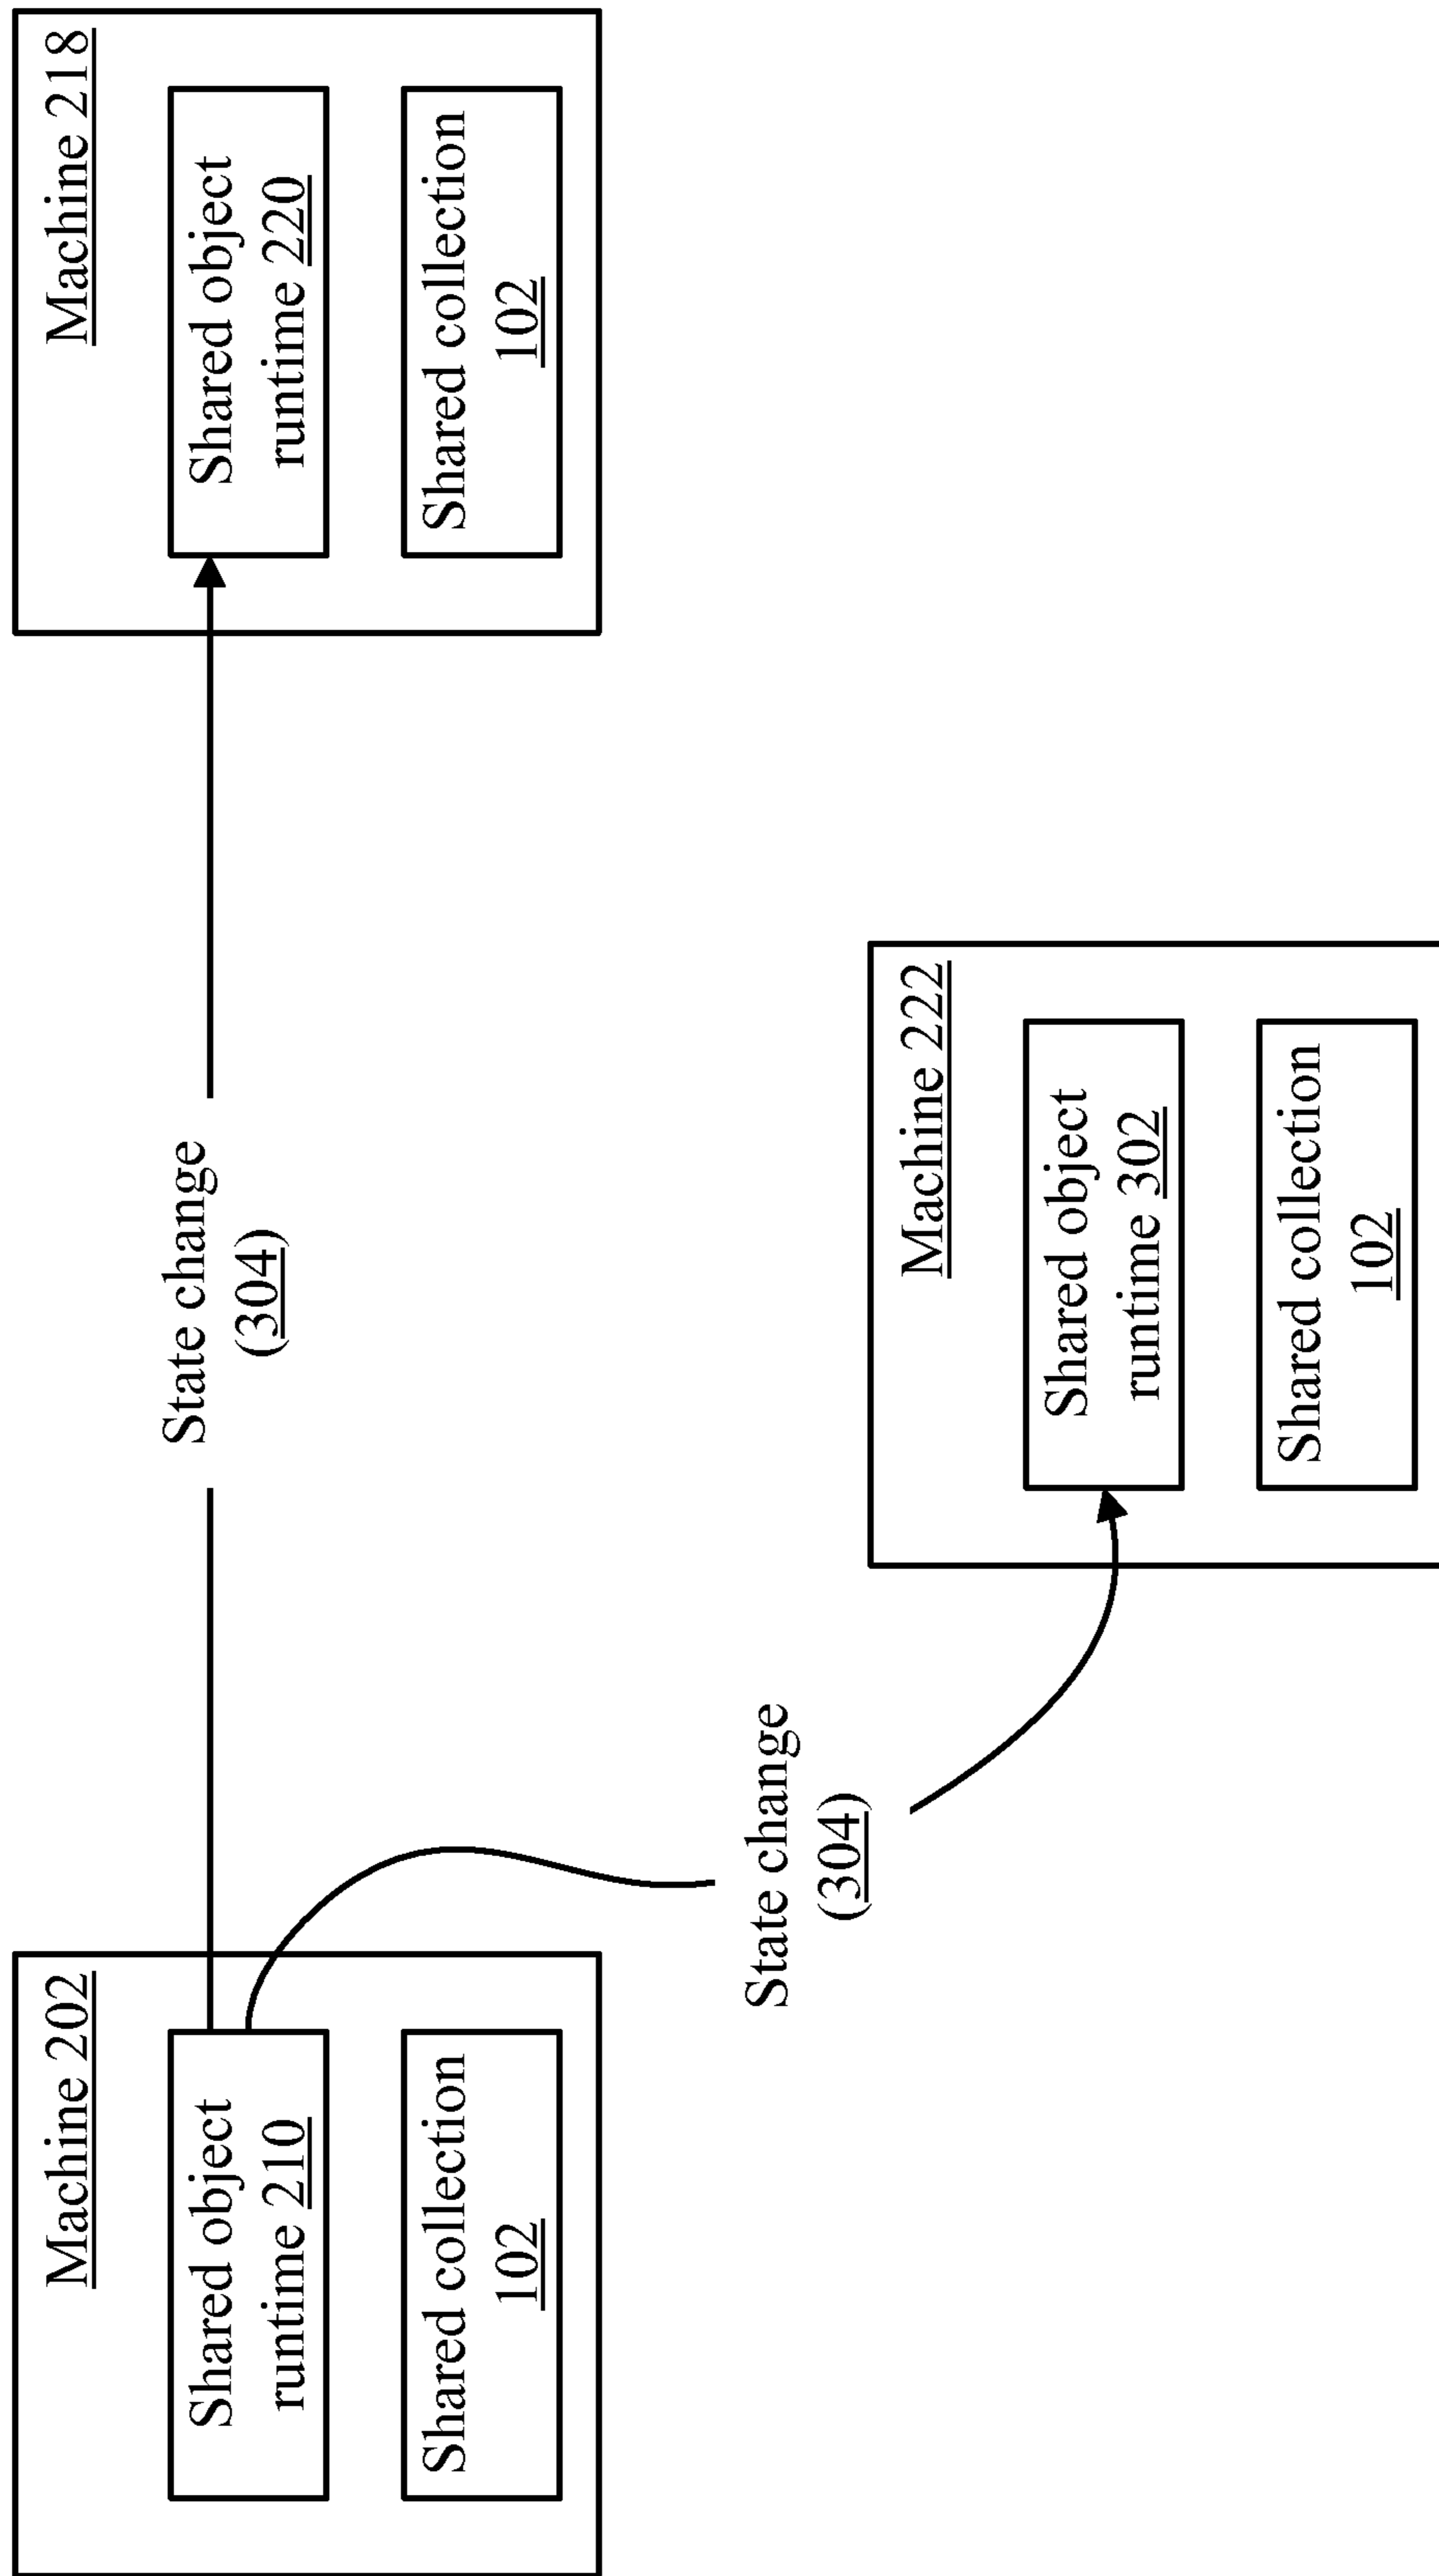 Machine 202
Shared object
runtime 210
Shared collection
102
State change
(304)
Machine 218
Shared object
runtime 220
Shared collection
102
State change
(304)
Machine 222
Shared object
runtime 302
Shared collection
102